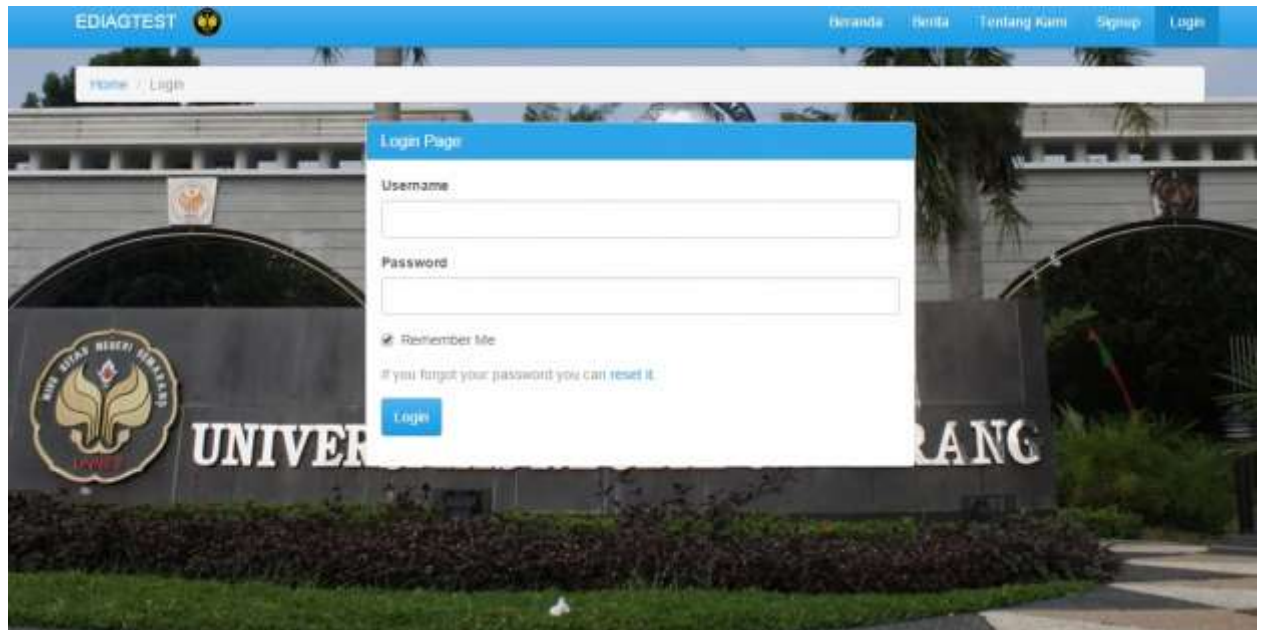 EDIAGTEST
Beranda Berita Tentang Kami Signup Login
Home / Login
Login Page
Username
Password
Remember Me
If you forgot your password you can reset it.
Login
UNIVER RANG
NEGERI